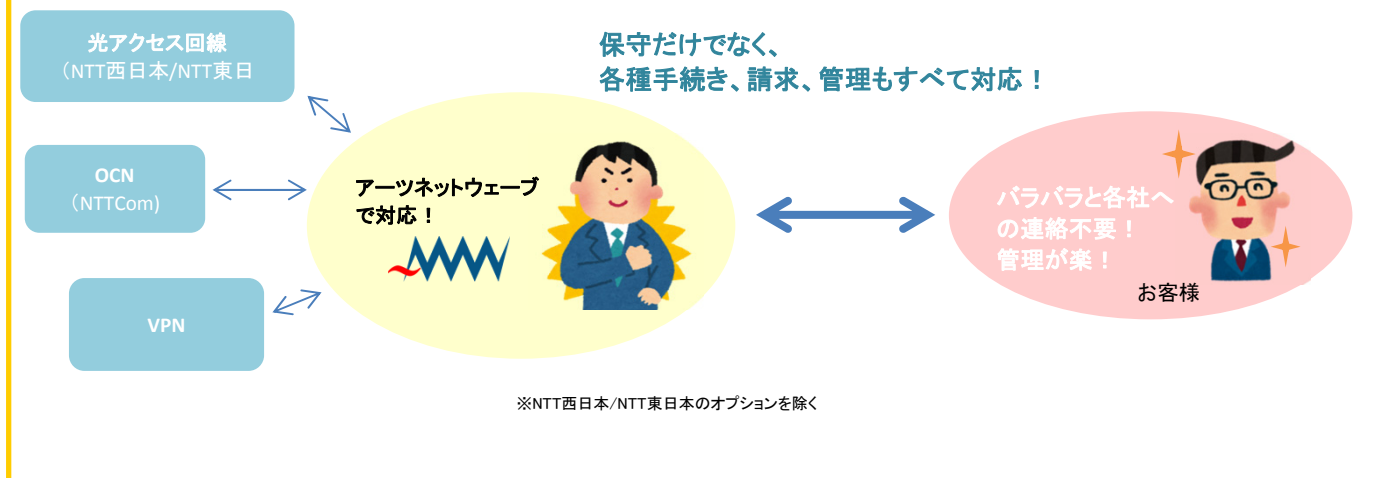 光アクセス回線
（NTT西日本/NTT東日
保守だけでなく、
各種手続き、請求、管理もすべて対応！
OCN
（NTTCom)
アーツネットウェーブ
で対応！
バラバラと各社へ
の連絡不要！
管理が楽！
お客様
VPN
※NTT西日本/NTT東日本のオプションを除く